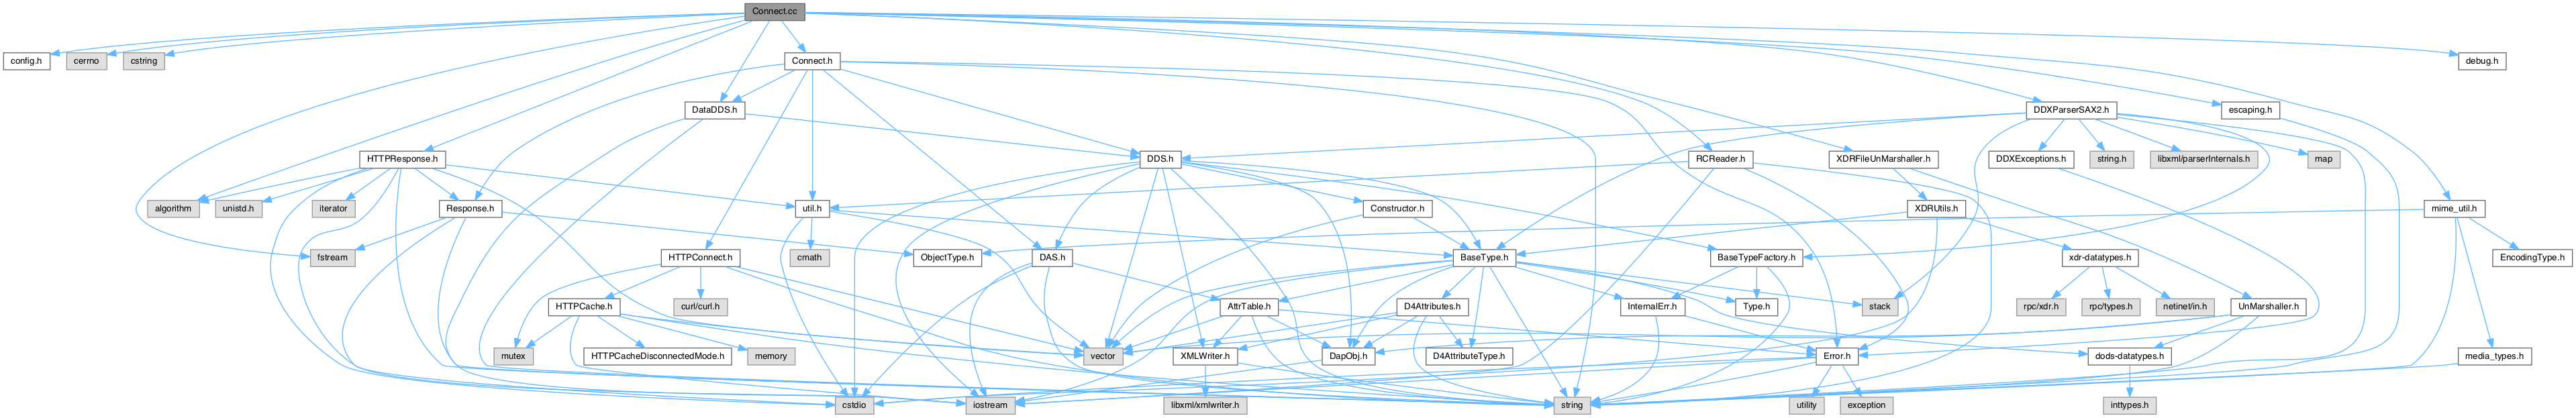 Connect.cc
config.h
cerrno
cstring
Connect.h
debug.h
DataDDS.h
DDXParserSAX2.h
escaping.h
HTTPResponse.h
DDS.h
RCReader.h
XDRFileUnMarshaller.h
DDXExceptions.h
string.h
libxml/parserInternals.h
map
algorithm
unistd.h
iterator
Response.h
util.h
Constructor.h
XDRUtils.h
mime_util.h
fstream
HTTPConnect.h
cmath
ObjectType.h
DAS.h
BaseType.h
BaseTypeFactory.h
xdr-datatypes.h
EncodingType.h
HTTPCache.h
curl/curl.h
AttrTable.h
D4Attributes.h
InternalErr.h
Type.h
stack
rpc/xdr.h
rpc/types.h
netinet/in.h
UnMarshaller.h
mutex
HTTPCacheDisconnectedMode.h
memory
vector
XMLWriter.h
DapObj.h
D4AttributeType.h
Error.h
dods-datatypes.h
media_types.h
cstdio
iostream
libxml/xmlwriter.h
string
utility
exception
inttypes.h